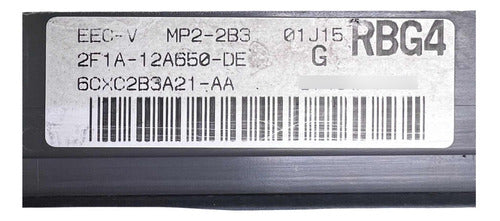 EEC-V MP2-2B3 01J15 RBG4
2F1A-12A650-DE G
6CXC2B3A21-AA